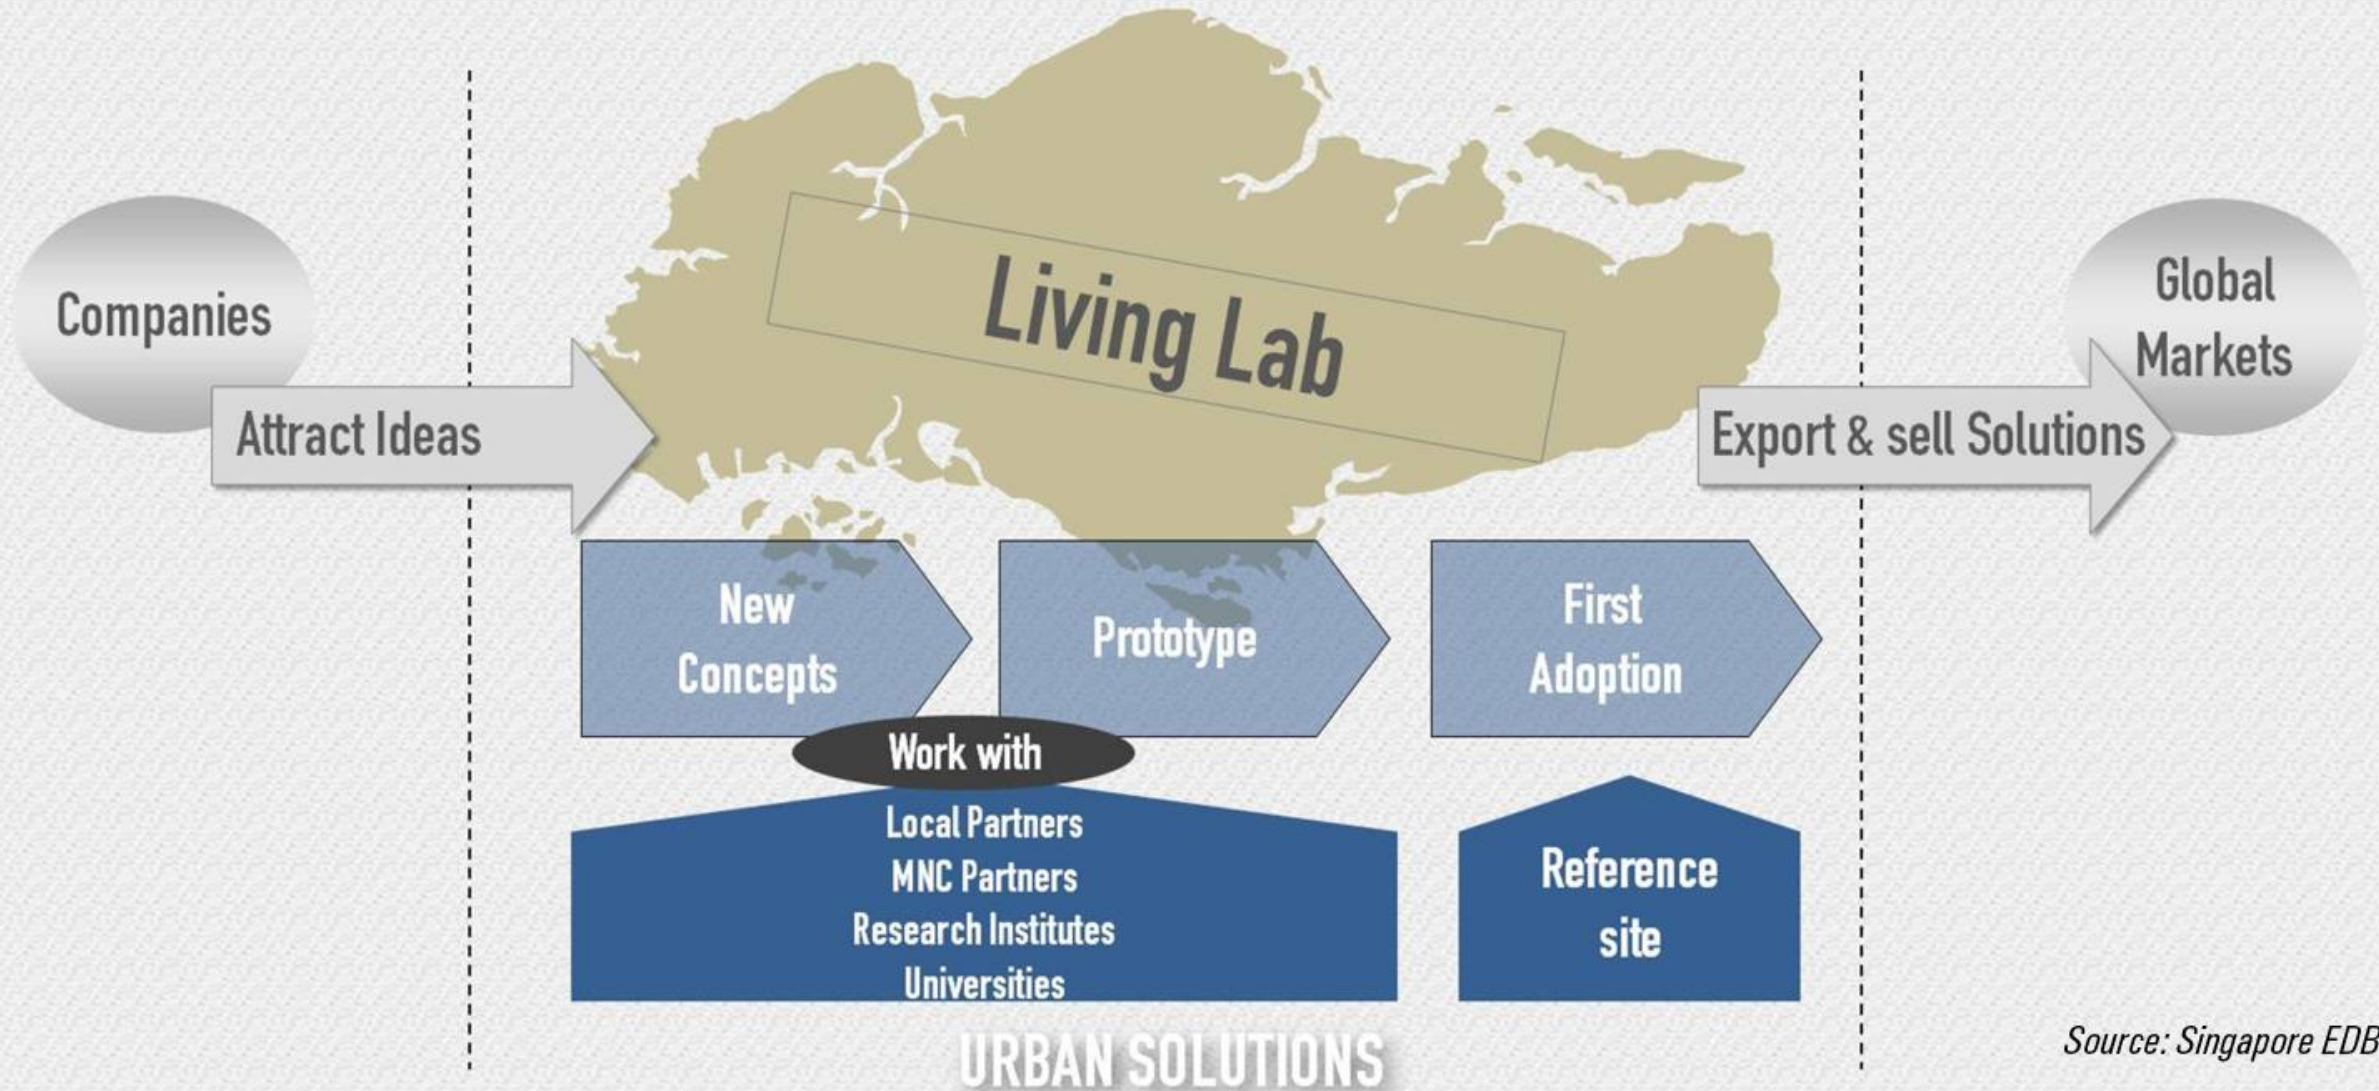 Companies
Attract Ideas
Living Lab
Export & sell Solutions
Global
Markets
New
Concepts
Prototype
First
Adoption
Work with
Local Partners
MNC Partners
Research Institutes
Universities
Reference
site
URBAN SOLUTIONS
Source: Singapore EDB